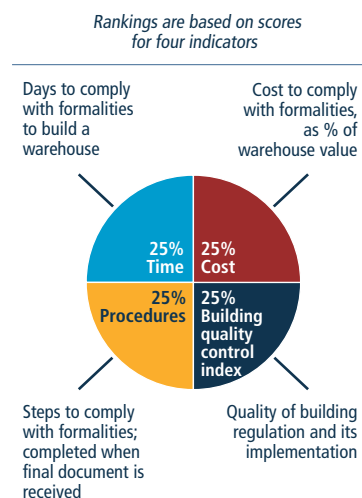 Rankings are based on scores
for four indicators
Days to comply
with formalities
to build a
warehouse
Cost to comply
with formalities,
as % of
warehouse value
25%
Time
25%
Cost
25%
Procedures
25%
Building
quality
control
index
Steps to comply
with formalities;
completed when
final document is
received
Quality of building
regulation and its
implementation